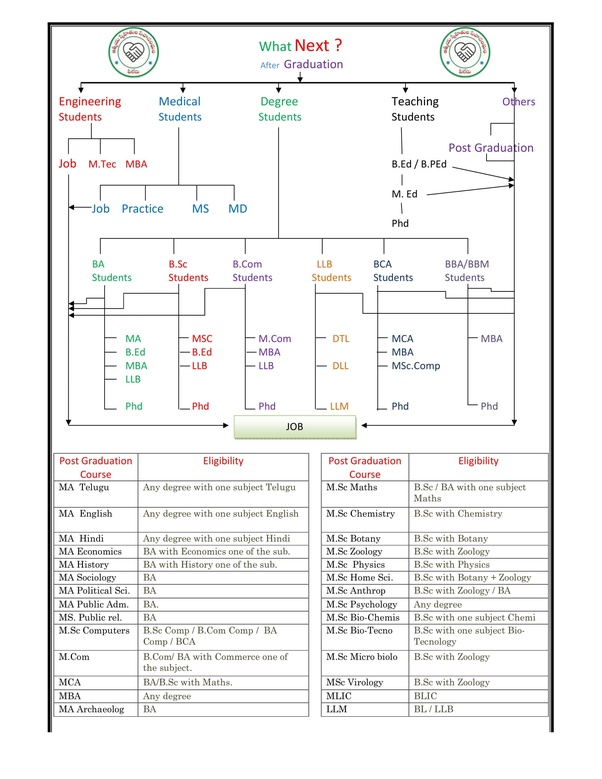 What Next ?
After Graduation
Engineering Students
Medical Students
Degree Students
Teaching Students
Others
Post Graduation
Job M.Tec MBA
B.Ed / B.PEd
M. Ed
Phd
Job Practice MS MD
BA Students
B.Sc Students
B.Com Students
LLB Students
BCA Students
BBA/BBM Students
MA MSC M.Com DTL MCA MBA
B.Ed B.Ed MBA MBA
MBA LLB LLB DLL MSc.Comp
LLB
Phd Phd Phd LLM Phd Phd
JOB
Post Graduation Course Eligibility
MA Telugu Any degree with one subject Telugu
MA English Any degree with one subject English
MA Hindi Any degree with one subject Hindi
MA Economics BA with Economics one of the sub.
MA History BA with History one of the sub.
MA Sociology BA
MA Political Sci. BA
MA Public Adm. BA.
MS. Public rel. BA
M.Sc Computers B.Sc Comp / B.Com Comp / BA Comp / BCA
M.Com B.Com/ BA with Commerce one of the subject.
MCA BA/B.Sc with Maths.
MBA Any degree
MA Archaeolog BA
Post Graduation Course Eligibility
M.Sc Maths B.Sc / BA with one subject Maths
M.Sc Chemistry B.Sc with Chemistry
M.Sc Botany B.Sc with Botany
M.Sc Zoology B.Sc with Zoology
M.Sc Physics B.Sc with Physics
M.Sc Home Sci. B.Sc with Botany + Zoology
M.Sc Anthrop B.Sc with Zoology / BA
M.Sc Psychology Any degree
M.Sc Bio-Chemis B.Sc with one subject Chemi
M.Sc Bio-Tecno B.Sc with one subject Bio-Tecnology
M.Sc Micro biolo B.Sc with Zoology
MSc Virology B.Sc with Zoology
MLIC BLIC
LLM BL / LLB